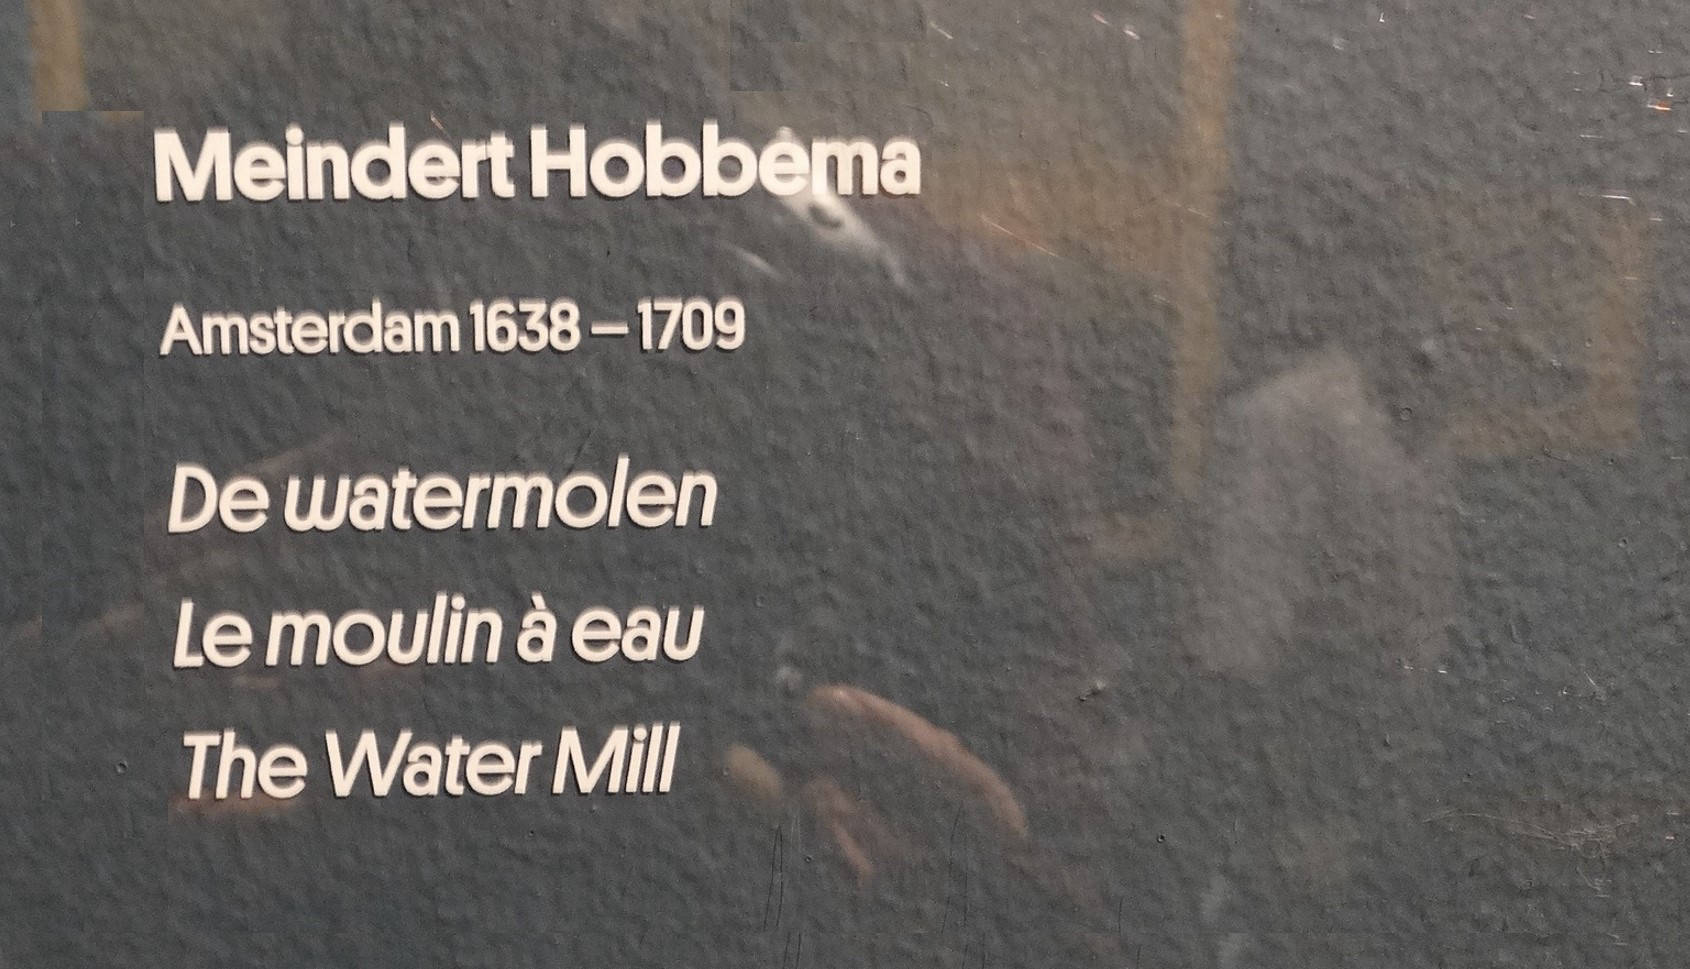 Meindert Hobbema
Amsterdam 1638 – 1709
De watermolen
Le moulin à eau
The Water Mill